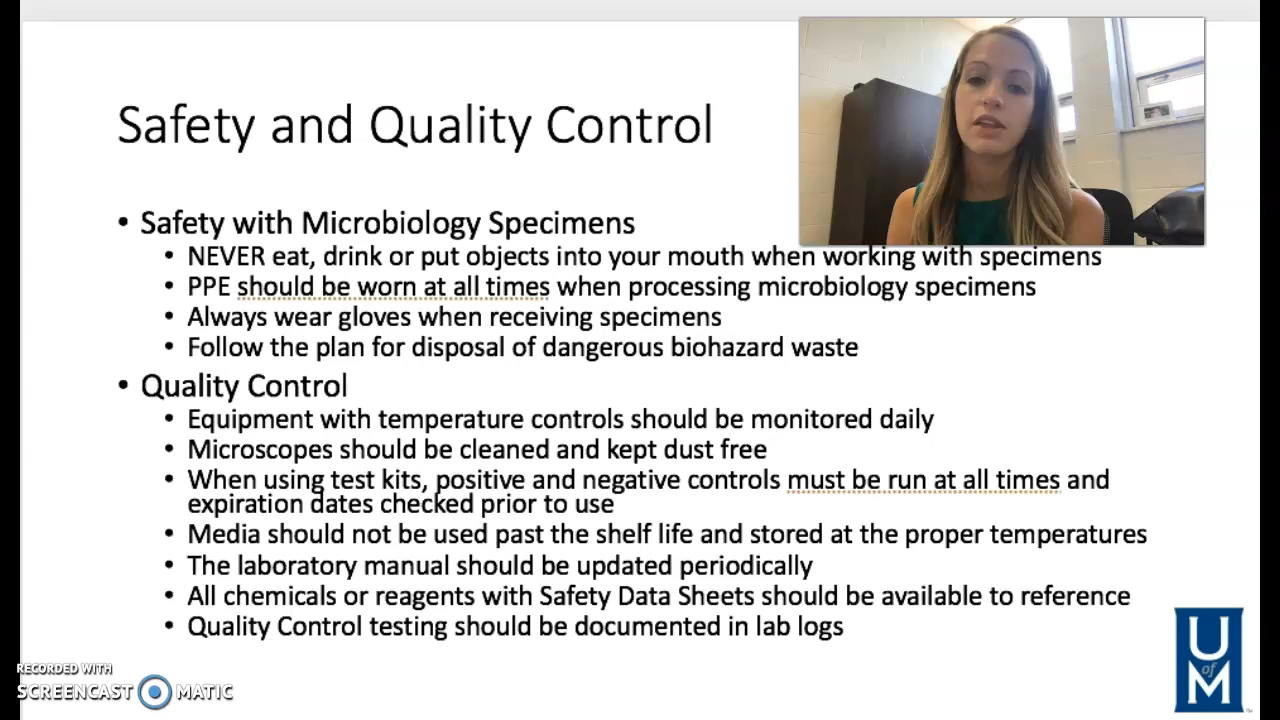 Safety and Quality Control
• Safety with Microbiology Specimens
• NEVER eat, drink or put objects into your mouth when working with specimens
• PPE should be worn at all times when processing microbiology specimens
• Always wear gloves when receiving specimens
• Follow the plan for disposal of dangerous biohazard waste
• Quality Control
• Equipment with temperature controls should be monitored daily
• Microscopes should be cleaned and kept dust free
• When using test kits, positive and negative controls must be run at all times and
expiration dates checked prior to use
• Media should not be used past the shelf life and stored at the proper temperatures
• The laboratory manual should be updated periodically
• All chemicals or reagents with Safety Data Sheets should be available to reference
• Quality Control testing should be documented in lab logs
RECORDED WITH
SCREENCAST MATIC
U
of
M